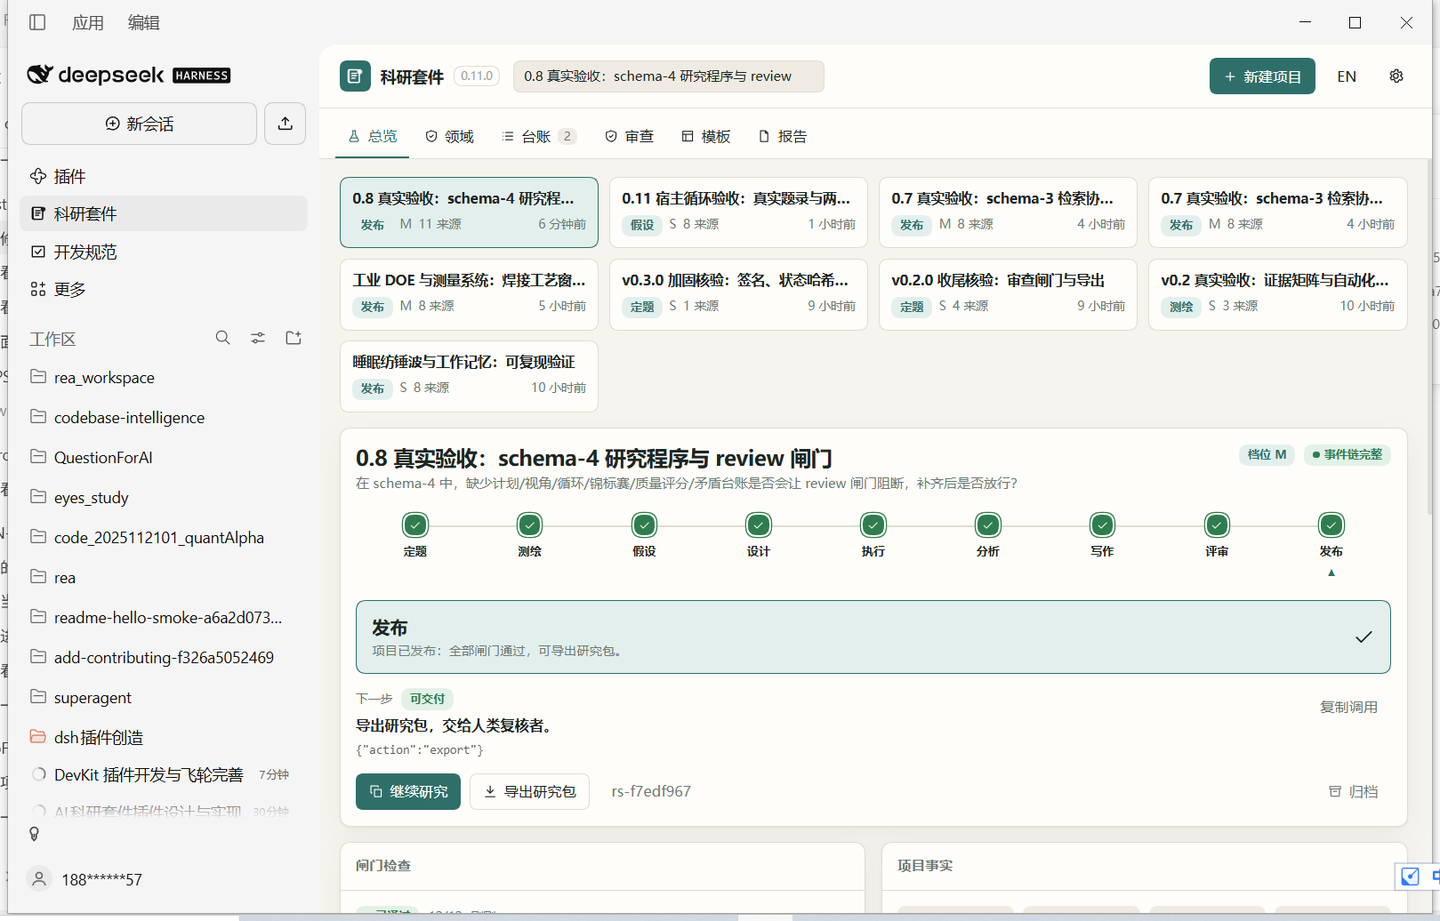 应用 编辑
deepseek HARNESS
新会话
插件
科研套件
开发规范
更多
工作区
rea_workspace
codebase-intelligence
QuestionForAI
eyes_study
code_2025112101_quantAlpha
rea
readme-hello-smoke-a6a2d073...
add-contributing-f326a5052469
superagent
dsh插件创造
DevKit 插件开发与飞轮完善 7分钟
AI 科研套件插件设计与实现 30分钟
188******57
科研套件 0.11.0 0.8 真实验收：schema-4 研究程序与 review
新建项目 EN
总览 领域 台账 2 审查 模板 报告
0.8 真实验收：schema-4 研究程...
发布 M 11 来源 6 分钟前
0.11 宿主循环验收：真实题录与两...
假设 S 8 来源 1 小时前
0.7 真实验收：schema-3 检索协...
发布 M 8 来源 4 小时前
0.7 真实验收：schema-3 检索协...
发布 M 8 来源 4 小时前
工业 DOE 与测量系统：焊接工艺窗...
发布 M 8 来源 5 小时前
v0.3.0 加固核验：签名、状态哈希...
定题 S 1 来源 9 小时前
v0.2.0 收尾核验：审查闸门与导出
定题 S 4 来源 9 小时前
v0.2 真实验收：证据矩阵与自动化...
测绘 S 3 来源 10 小时前
睡眠纺锤波与工作记忆：可复现验证
发布 S 8 来源 10 小时前
0.8 真实验收：schema-4 研究程序与 review 闸门
档位 M 事件链完整
在 schema-4 中，缺少计划/视角/循环/锦标赛/质量评分/矛盾台账是否会让 review 闸门阻断，补齐后是否放行？
定题 测绘 假设 设计 执行 分析 写作 评审 发布
发布
项目已发布：全部闸门通过，可导出研究包。
下一步 可交付
复制调用
导出研究包，交给人类复核者。
{"action":"export"}
继续研究 导出研究包 rs-f7edf967 归档
闸门检查
项目事实